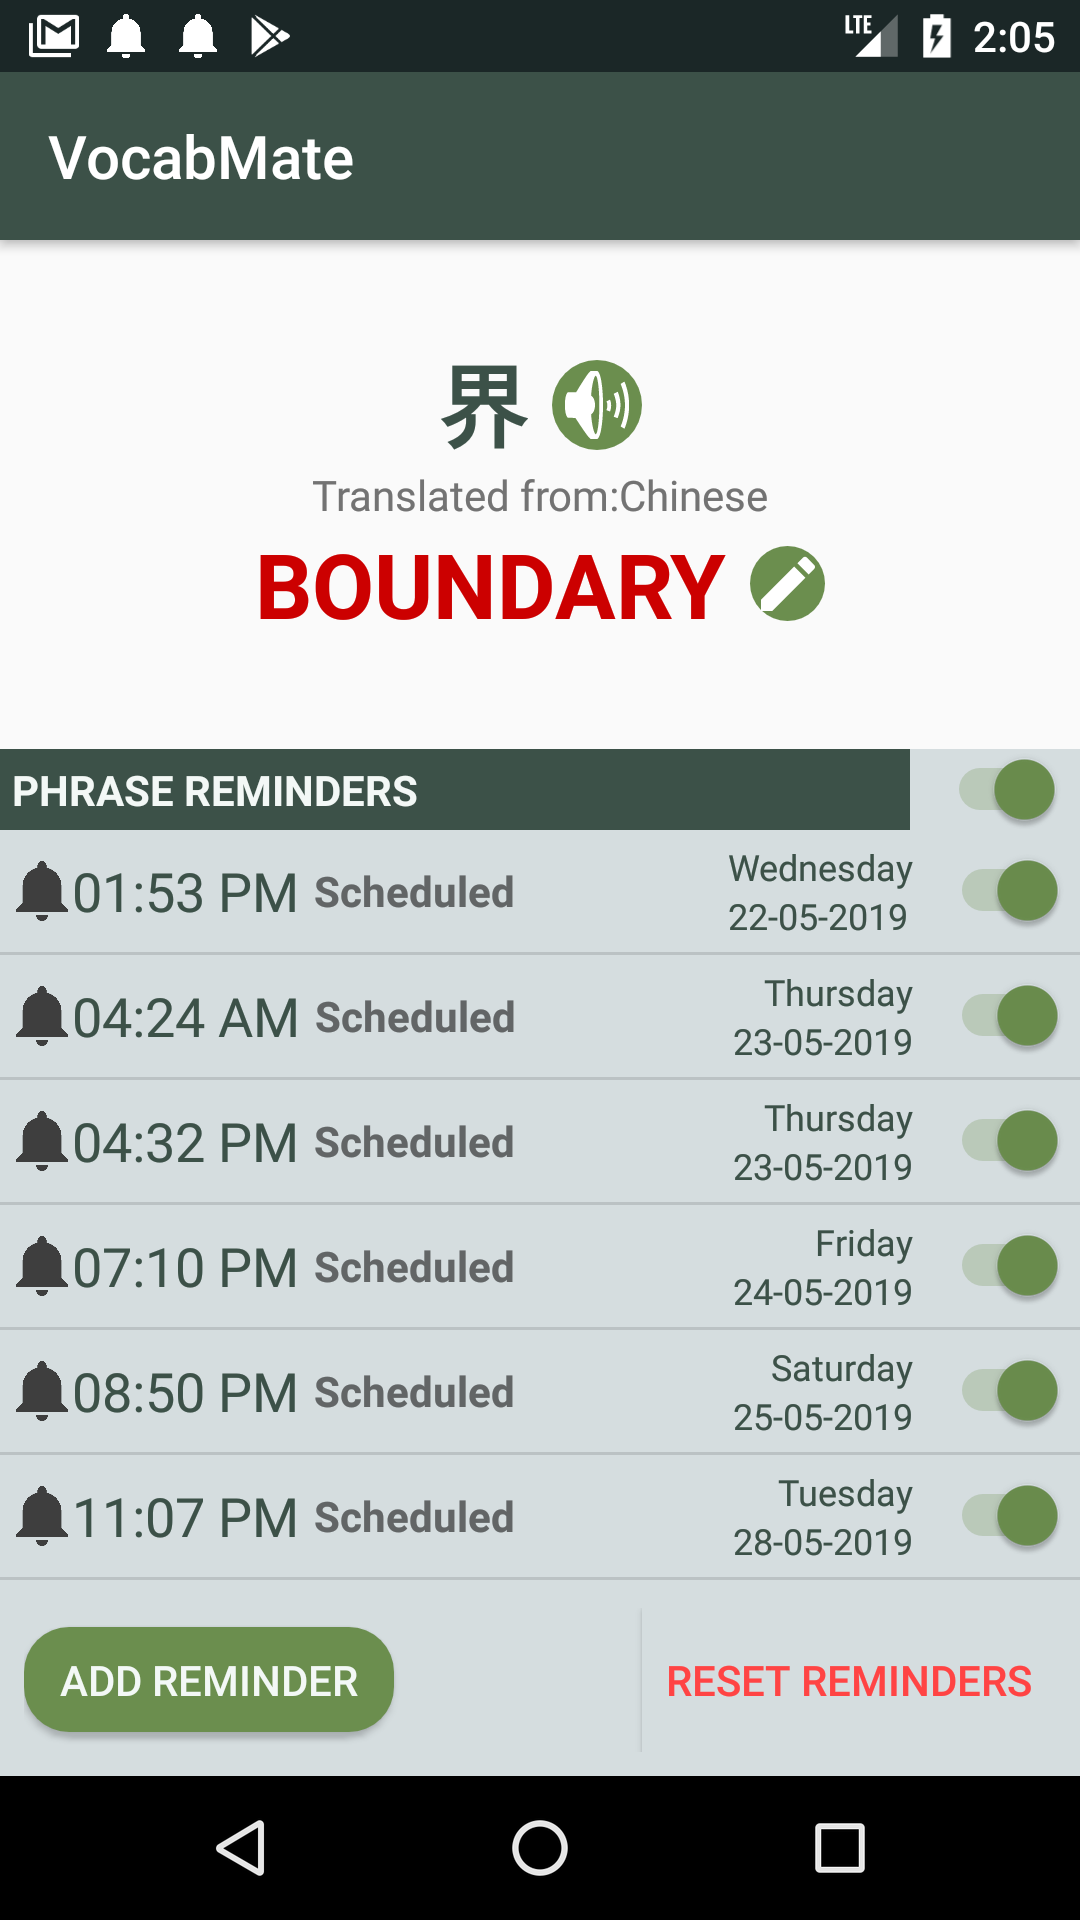 LTE 2:05
VocabMate
界
Translated from:Chinese
BOUNDARY
PHRASE REMINDERS
01:53 PM Scheduled Wednesday 22-05-2019
04:24 AM Scheduled Thursday 23-05-2019
04:32 PM Scheduled Thursday 23-05-2019
07:10 PM Scheduled Friday 24-05-2019
08:50 PM Scheduled Saturday 25-05-2019
11:07 PM Scheduled Tuesday 28-05-2019
ADD REMINDER RESET REMINDERS